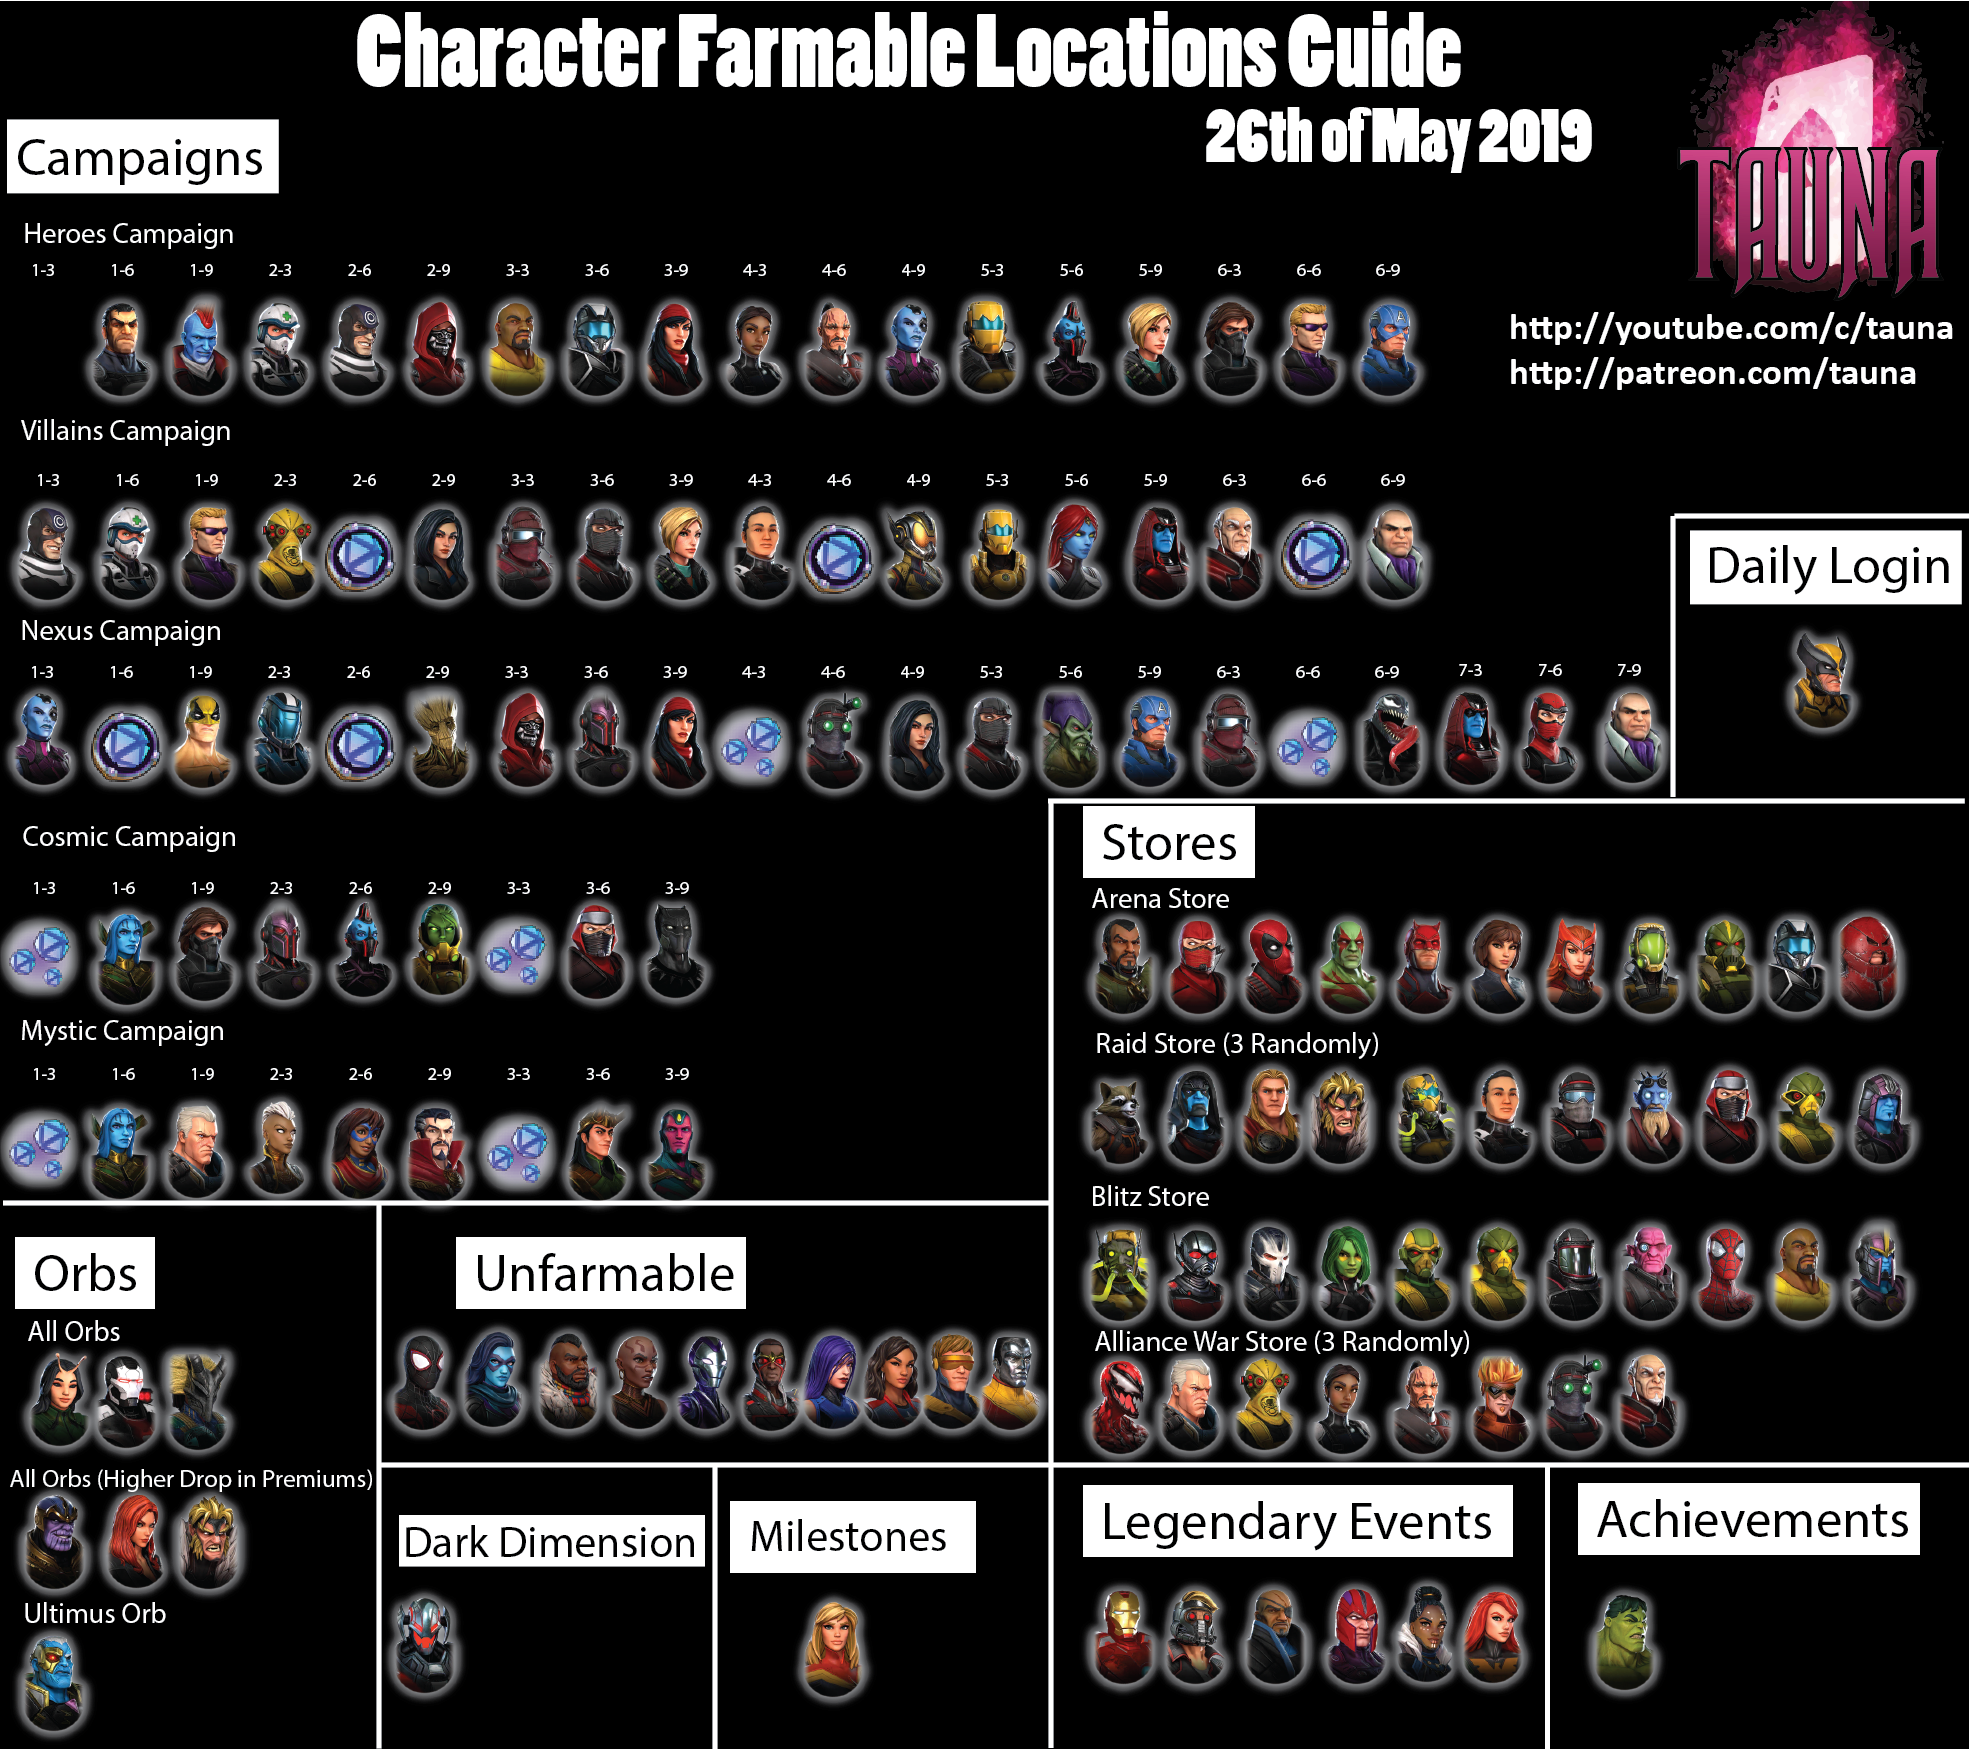 Character Farmable Locations Guide
26th of May 2019
TAUNA
http://youtube.com/c/tauna
http://patreon.com/tauna
Campaigns
Heroes Campaign
1-3 1-6 1-9 2-3 2-6 2-9 3-3 3-6 3-9 4-3 4-6 4-9 5-3 5-6 5-9 6-3 6-6 6-9
Villains Campaign
1-3 1-6 1-9 2-3 2-6 2-9 3-3 3-6 3-9 4-3 4-6 4-9 5-3 5-6 5-9 6-3 6-6 6-9
Nexus Campaign
1-3 1-6 1-9 2-3 2-6 2-9 3-3 3-6 3-9 4-3 4-6 4-9 5-3 5-6 5-9 6-3 6-6 6-9 7-3 7-6 7-9
Daily Login
Cosmic Campaign
1-3 1-6 1-9 2-3 2-6 2-9 3-3 3-6 3-9
Mystic Campaign
1-3 1-6 1-9 2-3 2-6 2-9 3-3 3-6 3-9
Stores
Arena Store
Raid Store (3 Randomly)
Blitz Store
Alliance War Store (3 Randomly)
Orbs
All Orbs
All Orbs (Higher Drop in Premiums)
Ultimus Orb
Unfarmable
Dark Dimension
Milestones
Legendary Events
Achievements